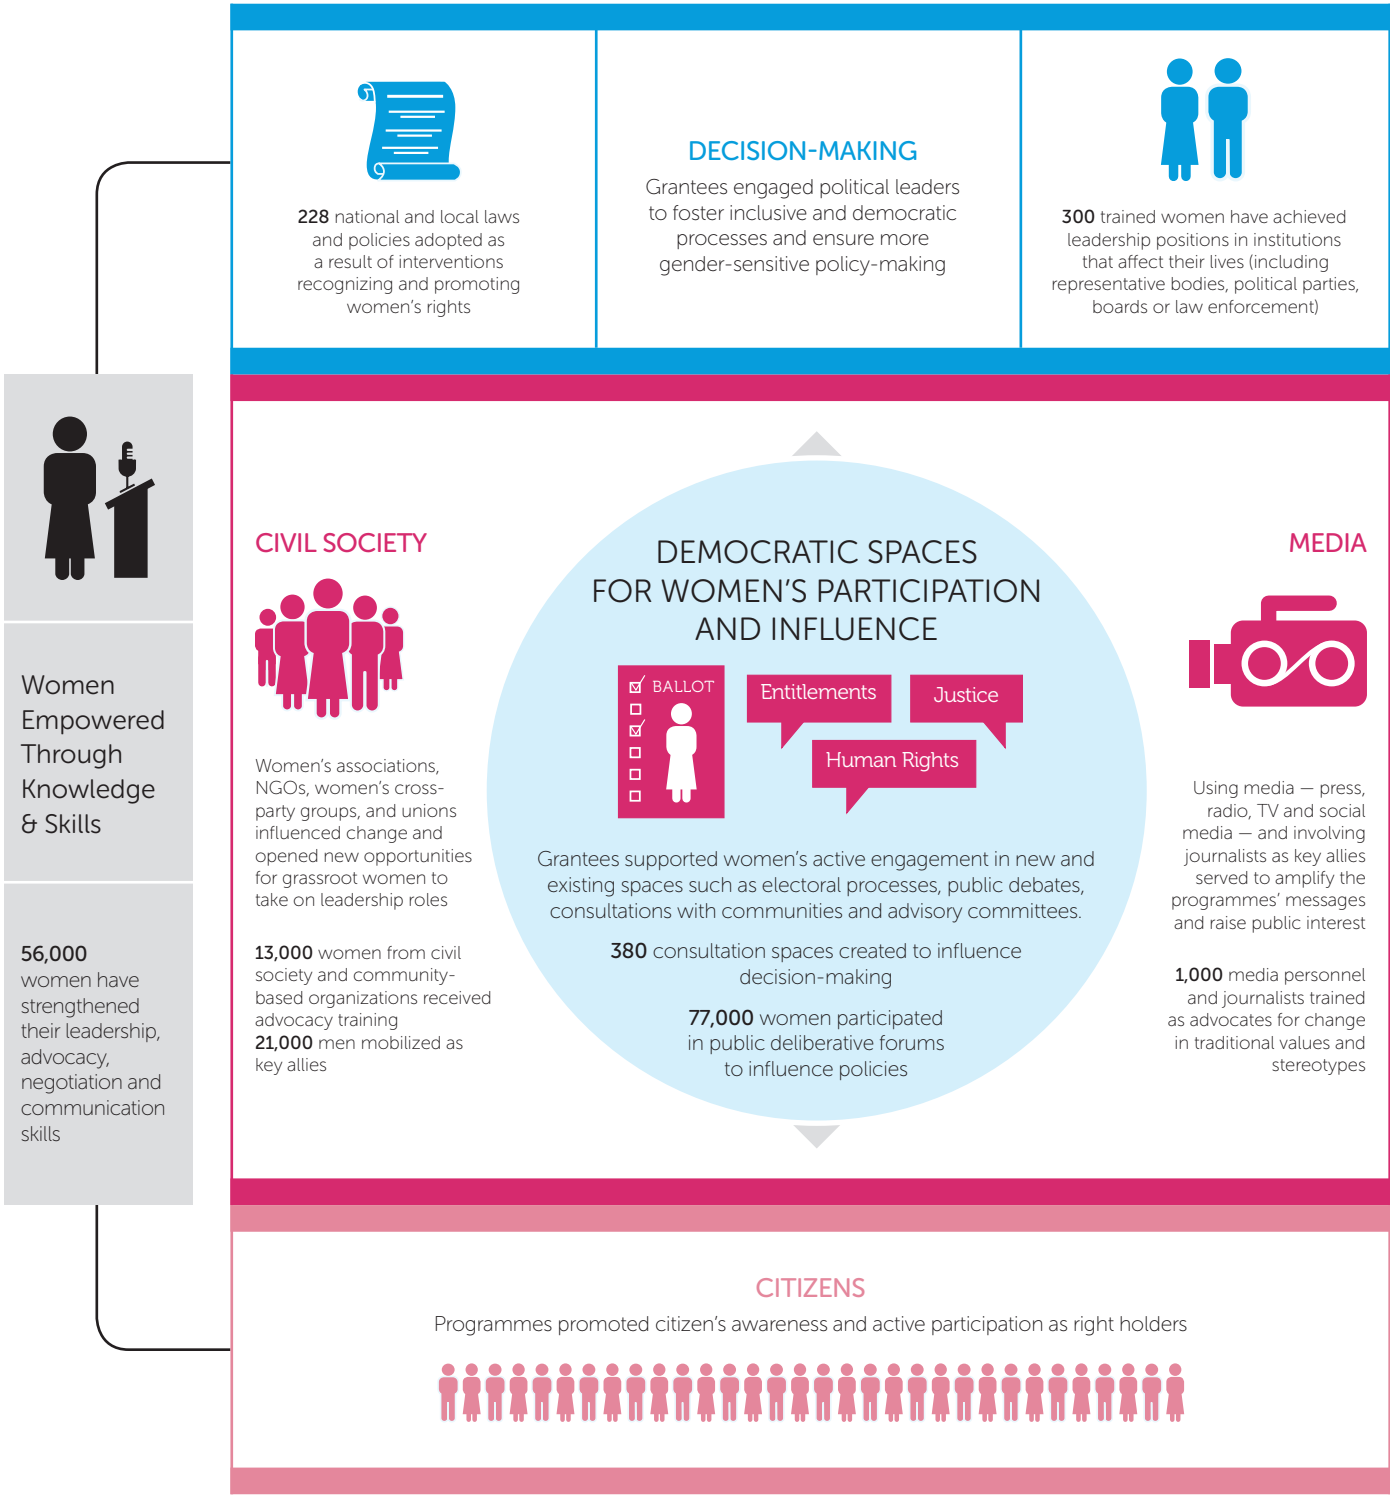 228 national and local laws
and policies adopted as
a result of interventions
recognizing and promoting
women's rights
DECISION-MAKING
Grantees engaged political leaders
to foster inclusive and democratic
processes and ensure more
gender-sensitive policy-making
300 trained women have achieved
leadership positions in institutions
that affect their lives (including
representative bodies, political parties,
boards or law enforcement)
Women
Empowered
Through
Knowledge
& Skills
56,000
women have
strengthened
their leadership,
advocacy,
negotiation and
communication
skills
CIVIL SOCIETY
Women's associations,
NGOs, women's cross-
party groups, and unions
influenced change and
opened new opportunities
for grassroot women to
take on leadership roles
13,000 women from civil
society and community-
based organizations received
advocacy training
21,000 men mobilized as
key allies
DEMOCRATIC SPACES
FOR WOMEN'S PARTICIPATION
AND INFLUENCE
BALLOT
Entitlements
Justice
Human Rights
Grantees supported women's active engagement in new and
existing spaces such as electoral processes, public debates,
consultations with communities and advisory committees.
380 consultation spaces created to influence
decision-making
77,000 women participated
in public deliberative forums
to influence policies
MEDIA
Using media — press,
radio, TV and social
media — and involving
journalists as key allies
served to amplify the
programmes' messages
and raise public interest
1,000 media personnel
and journalists trained
as advocates for change
in traditional values and
stereotypes
CITIZENS
Programmes promoted citizen's awareness and active participation as right holders